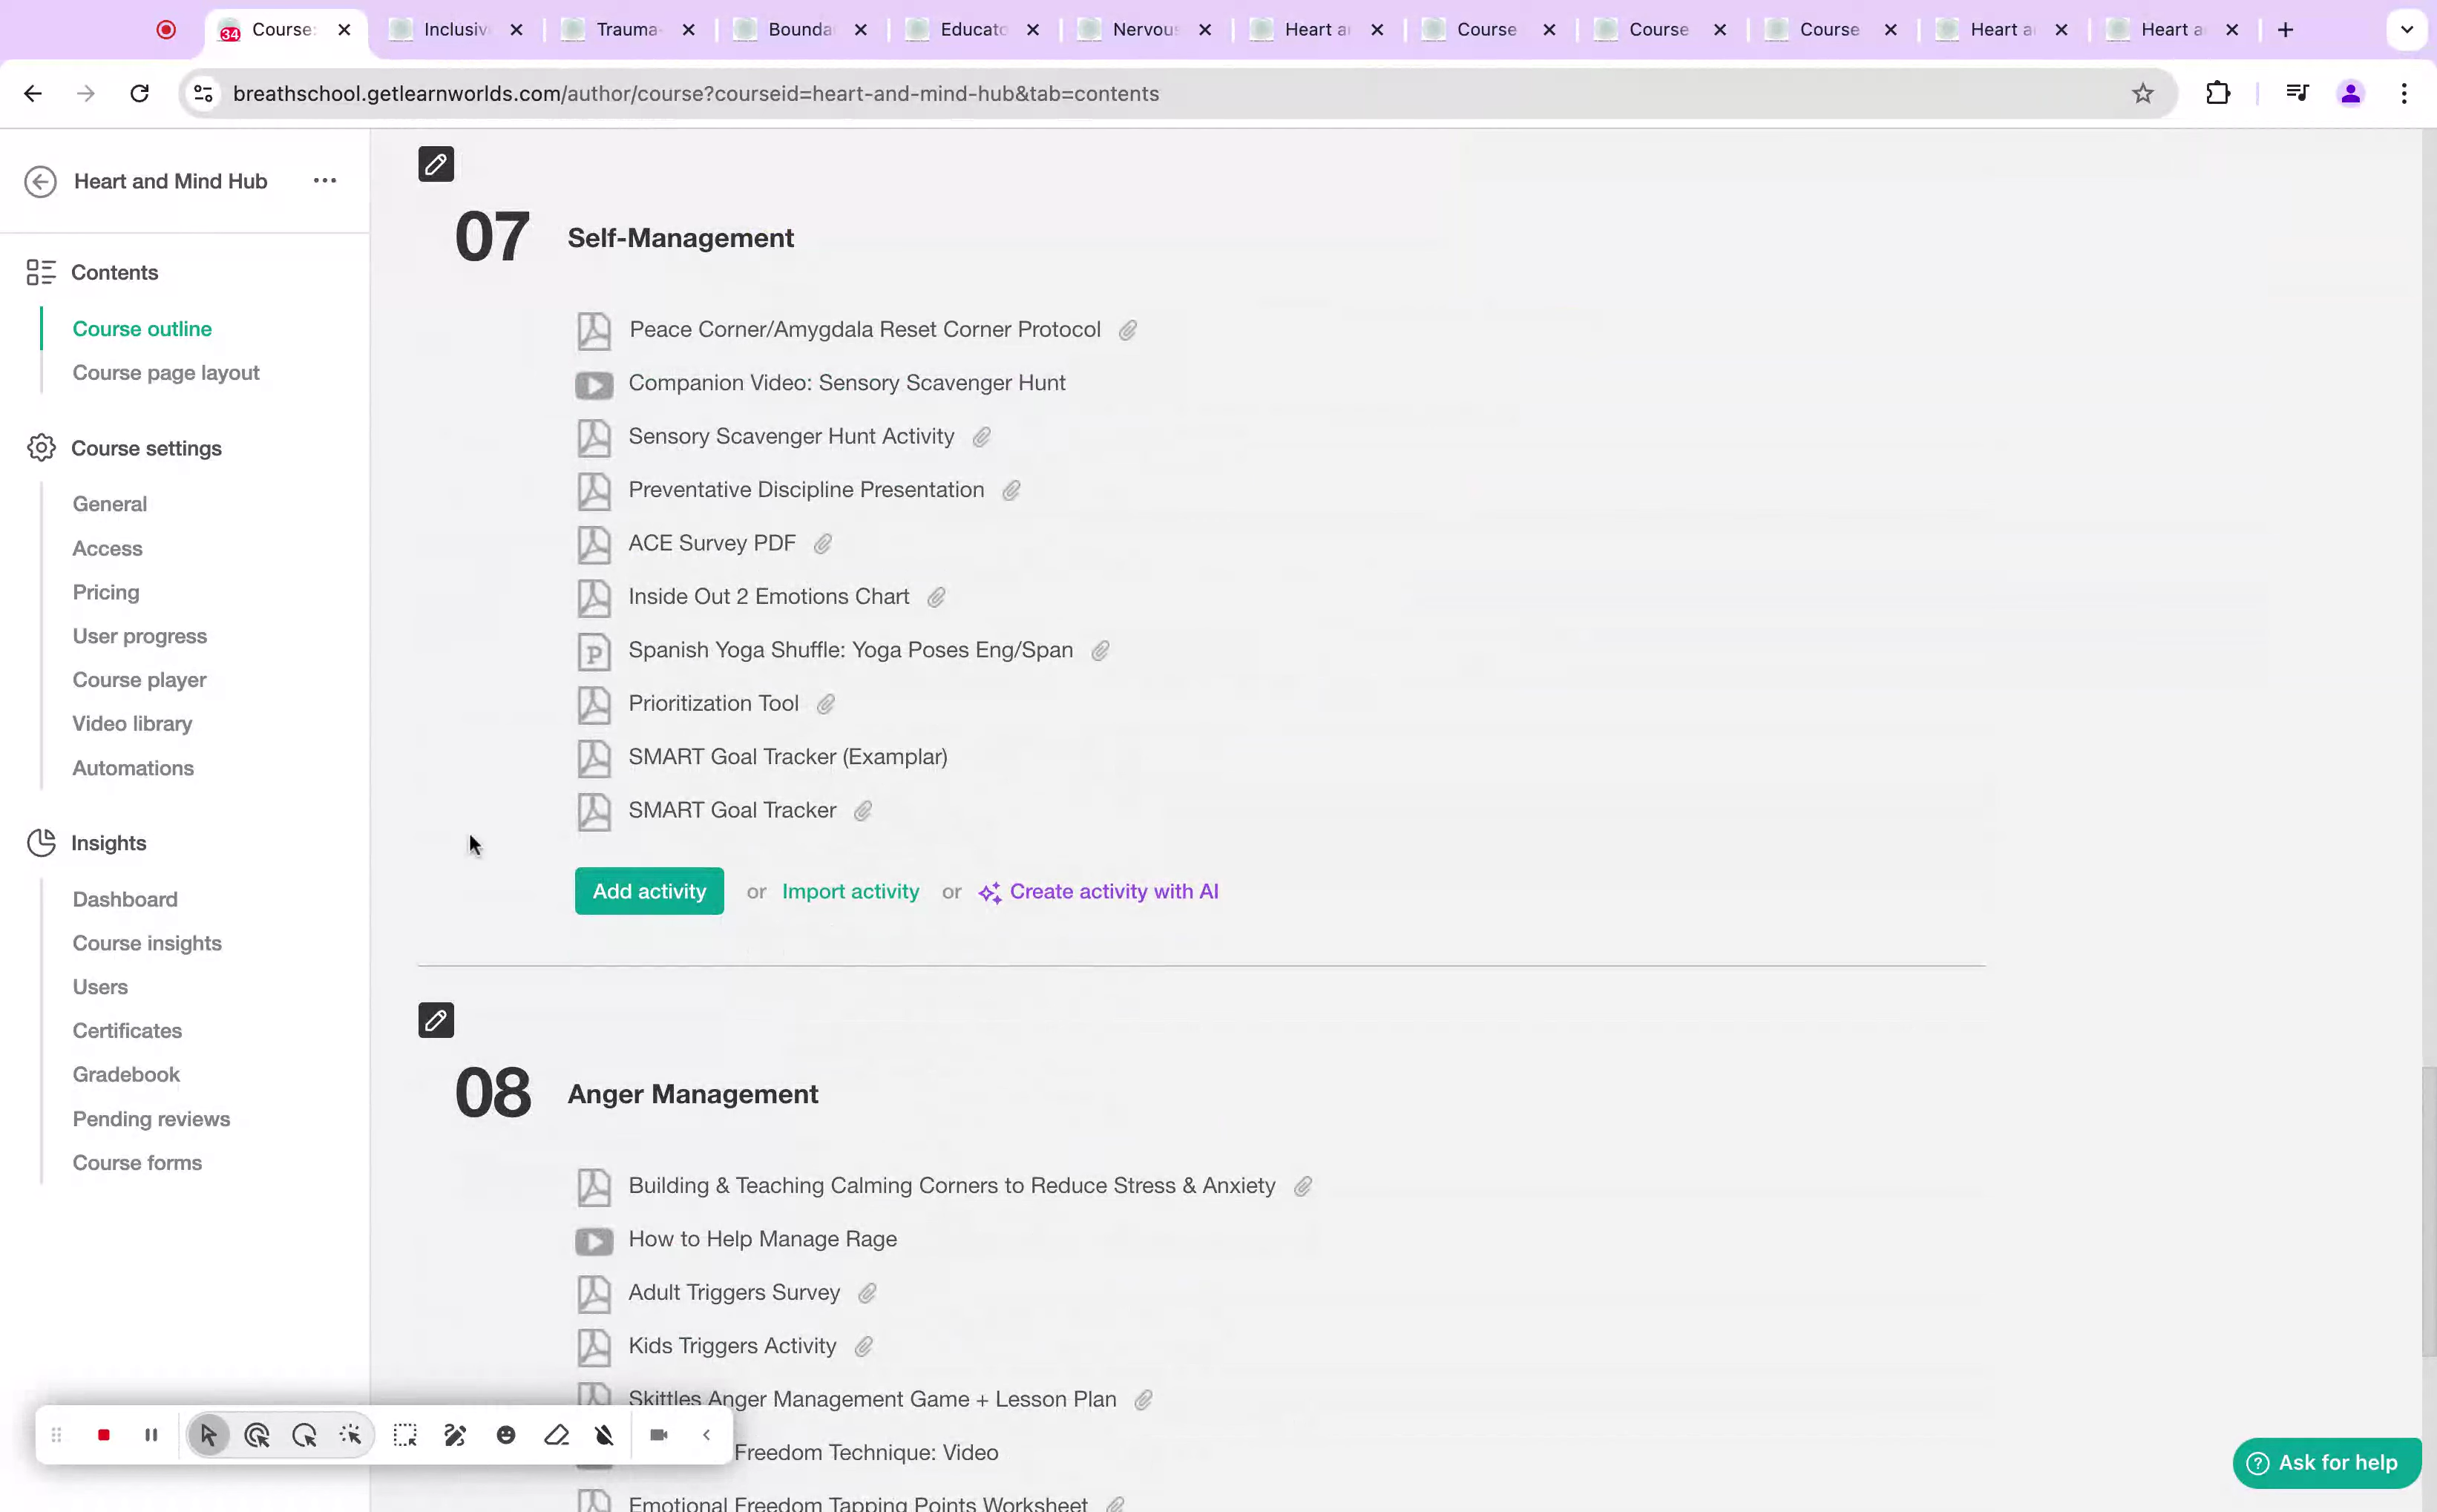 34 Course:
Inclusiv
Trauma-
Bounda
Educato
Nervous
Heart a
Course
Course
Course
Heart a
Heart a
breathschool.getlearnworlds.com/author/course?courseid=heart-and-mind-hub&tab=contents
Heart and Mind Hub
Contents
Course outline
Course page layout
Course settings
General
Access
Pricing
User progress
Course player
Video library
Automations
Insights
Dashboard
Course insights
Users
Certificates
Gradebook
Pending reviews
Course forms
07 Self-Management
Peace Corner/Amygdala Reset Corner Protocol
Companion Video: Sensory Scavenger Hunt
Sensory Scavenger Hunt Activity
Preventative Discipline Presentation
ACE Survey PDF
Inside Out 2 Emotions Chart
P Spanish Yoga Shuffle: Yoga Poses Eng/Span
Prioritization Tool
SMART Goal Tracker (Examplar)
SMART Goal Tracker
Add activity or Import activity or Create activity with AI
08 Anger Management
Building & Teaching Calming Corners to Reduce Stress & Anxiety
How to Help Manage Rage
Adult Triggers Survey
Kids Triggers Activity
Skittles Anger Management Game + Lesson Plan
Freedom Technique: Video
Emotional Freedom Tapping Points Worksheet
Ask for help